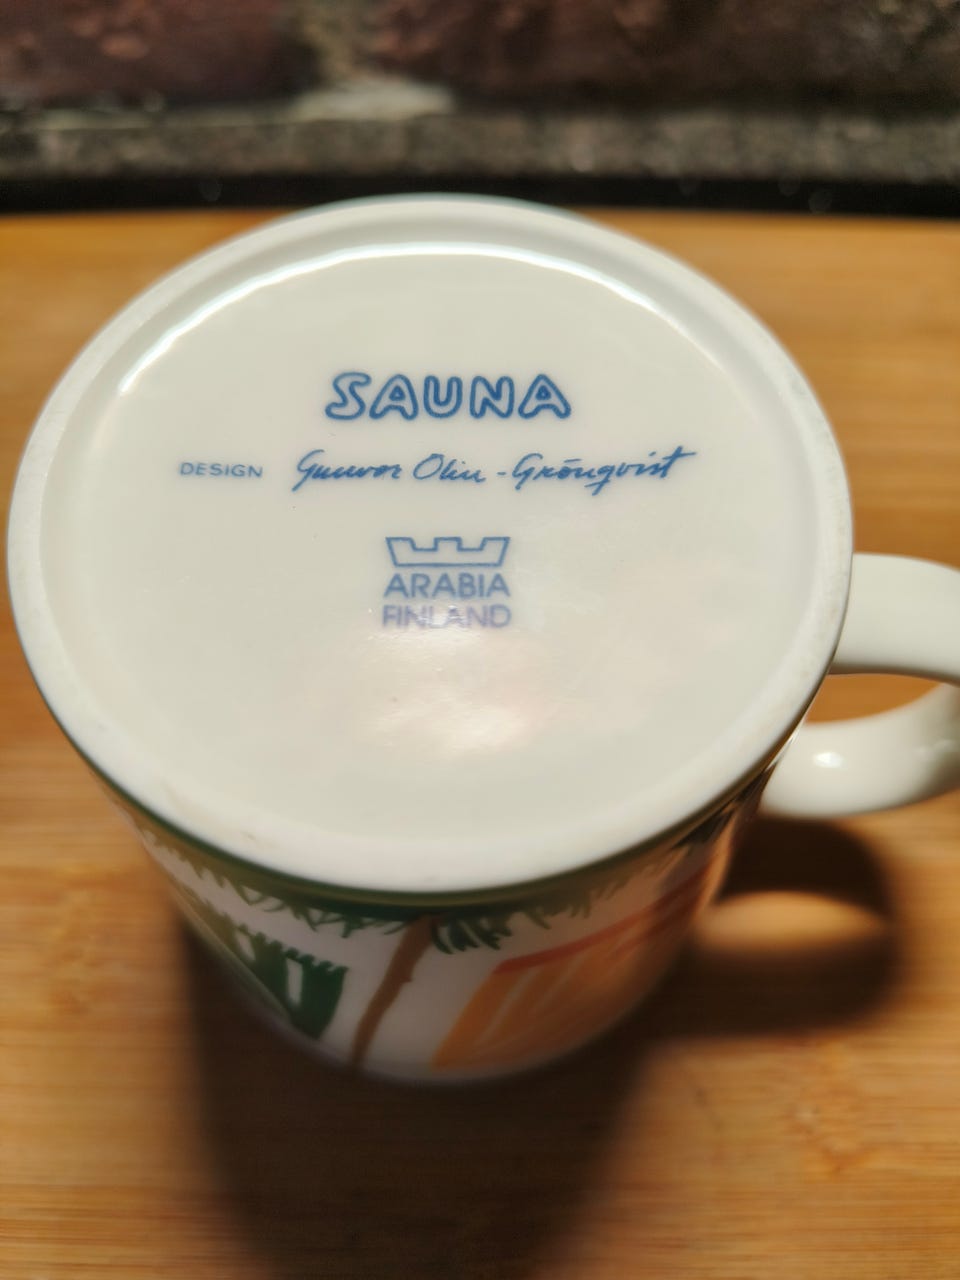 SAUNA
DESIGN Gunvor Olin-Grönqvist
ARABIA
FINLAND